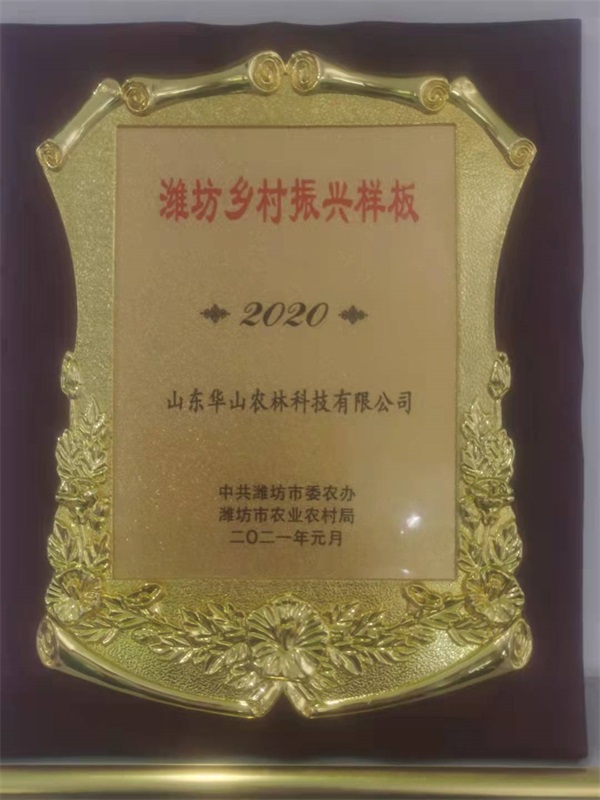 潍坊乡村振兴样板
2020
山东华山农林科技有限公司
中共潍坊市委农办
潍坊市农业农村局
二〇二一年元月